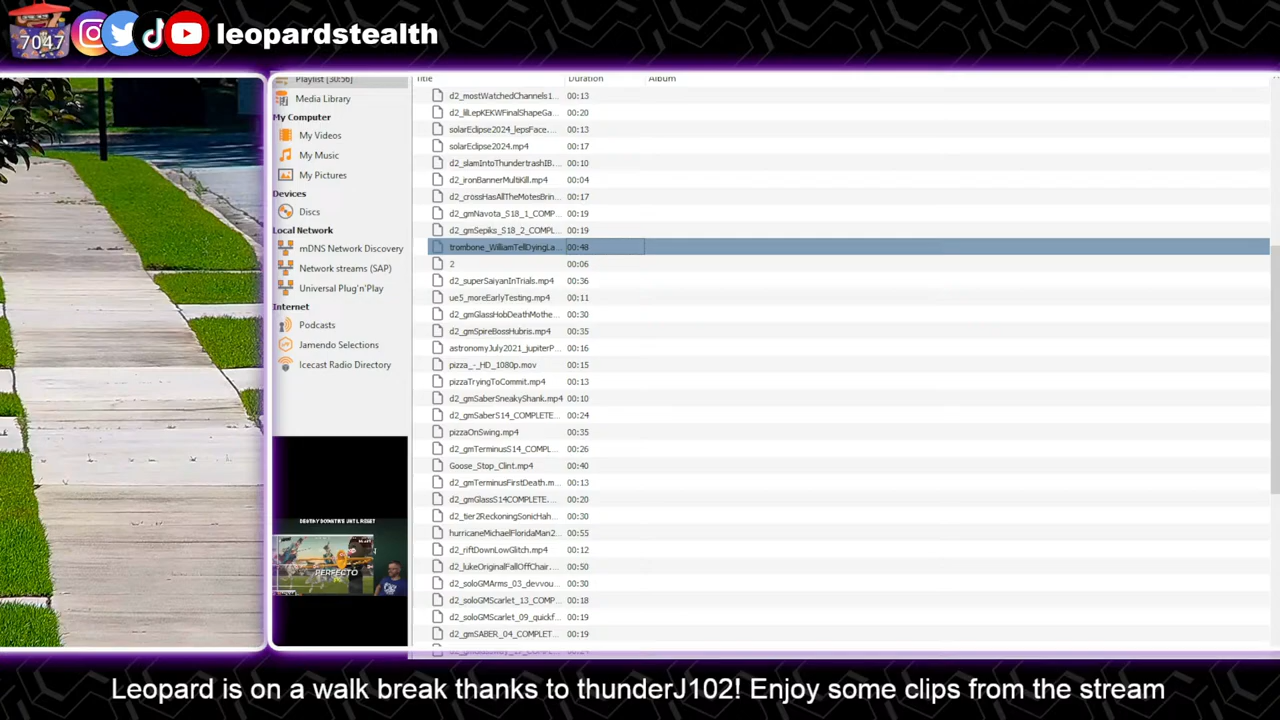 7047 leopardstealth
Playlist [30:56]
Media Library
My Computer
My Videos
My Music
My Pictures
Devices
Discs
Local Network
mDNS Network Discovery
Network streams (SAP)
Universal Plug'n'Play
Internet
Podcasts
Jamendo Selections
Icecast Radio Directory
PERFECTO
Title Duration Album
d2_mostWatchedChannels1... 00:13
d2_lilLepKEKWFinalShapeGa... 00:20
solarEclipse2024_lepsFace.... 00:13
solarEclipse2024.mp4 00:17
d2_slamIntoThundertrashIB... 00:10
d2_ironBannerMultiKill.mp4 00:04
d2_crossHasAllTheMotesBrin... 00:17
d2_gmNavota_S18_1_COMP... 00:19
d2_gmSepiks_S18_2_COMPL... 00:19
trombone_WilliamTellDyingLa... 00:48
2 00:06
d2_superSaiyanInTrials.mp4 00:36
ue5_moreEarlyTesting.mp4 00:11
d2_gmGlassHobDeathMothe... 00:30
d2_gmSpireBossHubris.mp4 00:35
astronomyJuly2021_jupiterP... 00:16
pizza_-_HD_1080p.mov 00:15
pizzaTryingToCommit.mp4 00:13
d2_gmSaberSneakyShank.mp4 00:10
d2_gmSaberS14_COMPLETE... 00:24
pizzaOnSwing.mp4 00:35
d2_gmTerminusS14_COMPL... 00:26
Goose_Stop_Clint.mp4 00:40
d2_gmTerminusFirstDeath.m... 00:13
d2_gmGlassS14COMPLETE.... 00:20
d2_tier2ReckoningSonicHah... 00:30
hurricaneMichaelFloridaMan2... 00:55
d2_riftDownLowGlitch.mp4 00:12
d2_lukeOriginalFallOffChair.... 00:50
d2_soloGMArms_03_devvou... 00:30
d2_soloGMScarlet_13_COMP... 00:18
d2_soloGMScarlet_09_quickf... 00:19
d2_gmSABER_04_COMPLET... 00:19
Leopard is on a walk break thanks to thunderJ102! Enjoy some clips from the stream